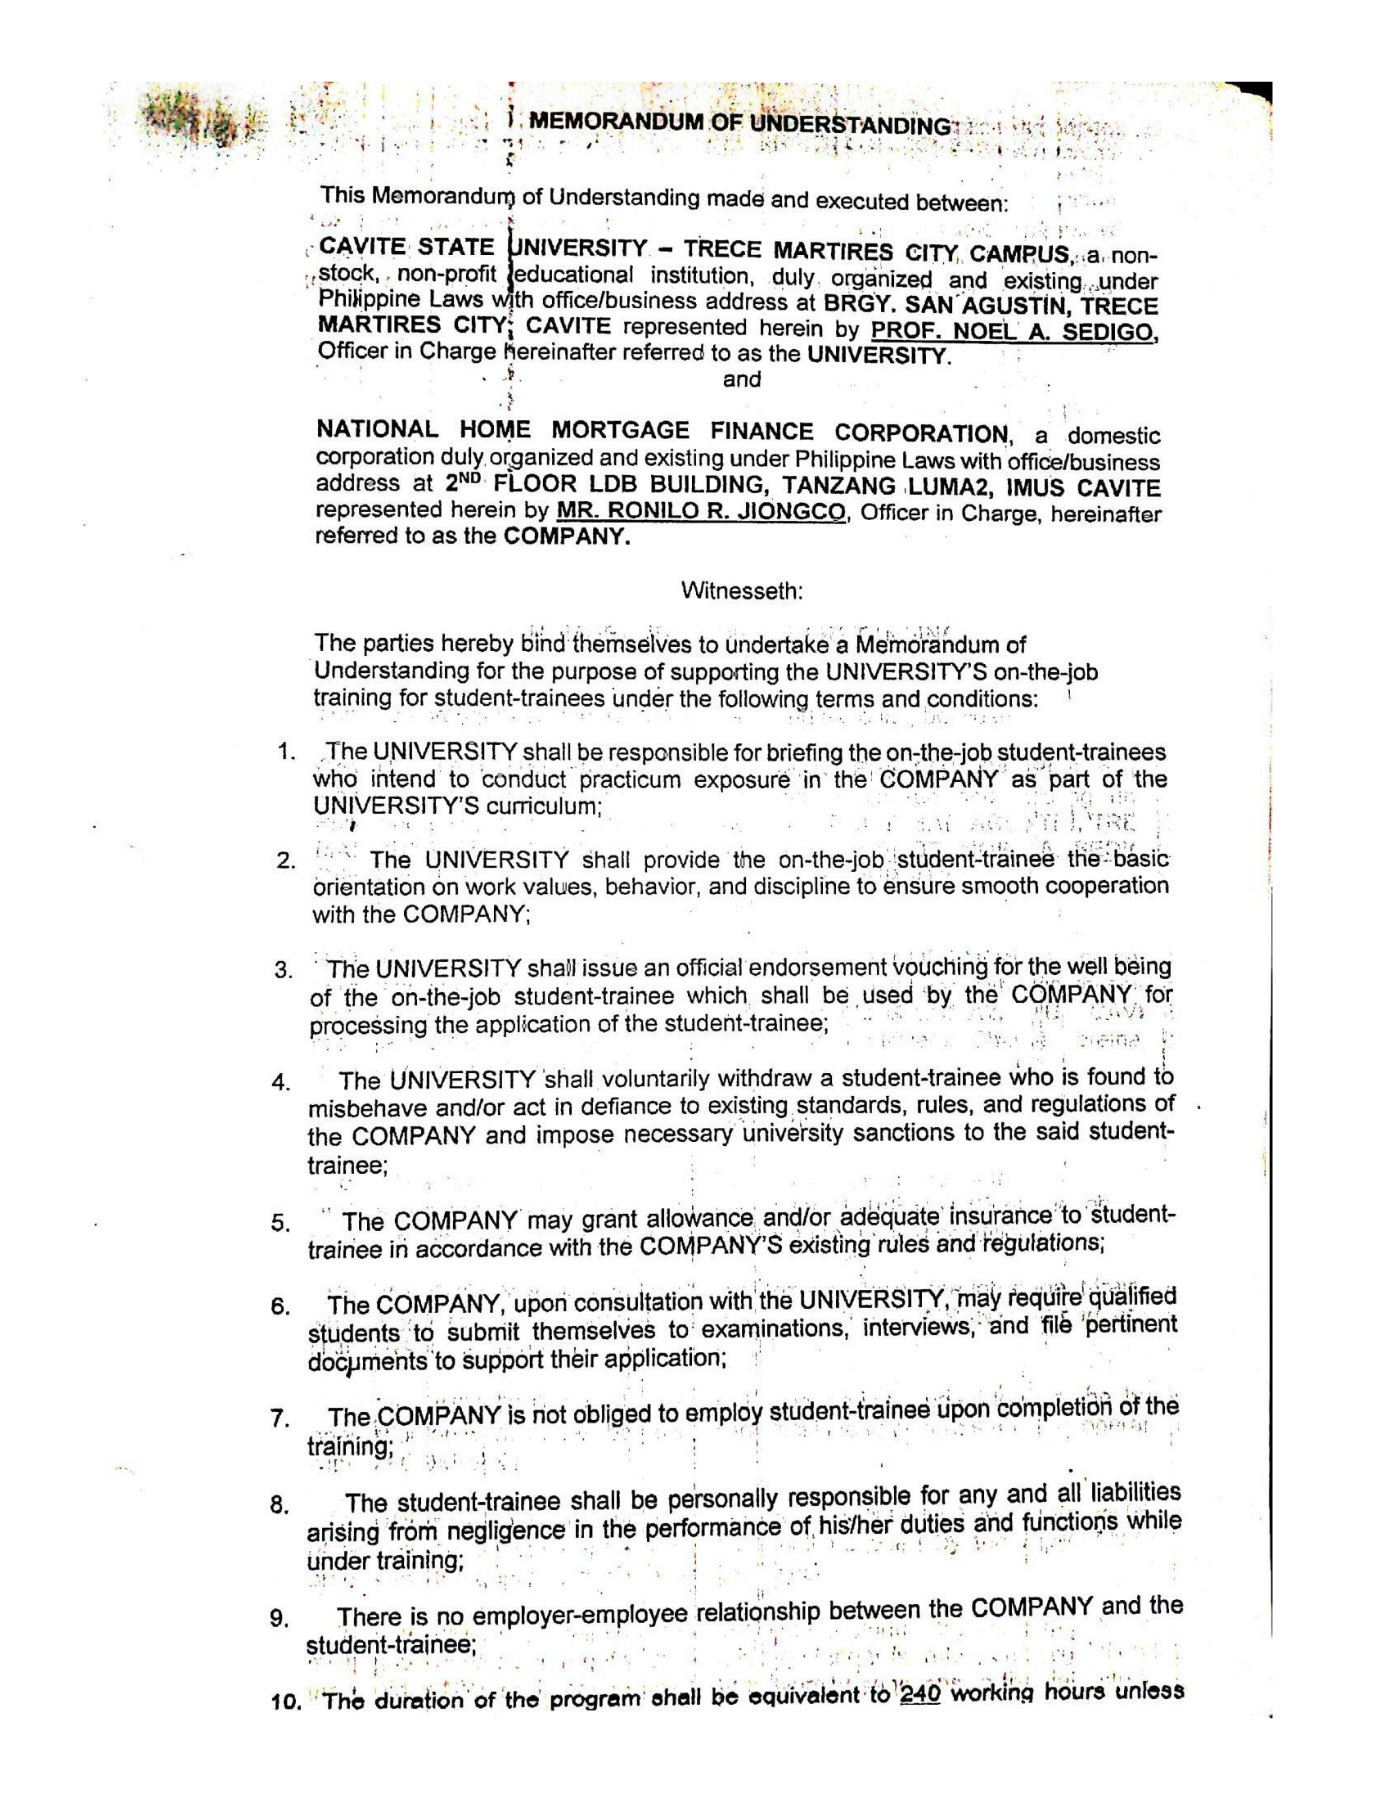 MEMORANDUM OF UNDERSTANDING
This Memorandum of Understanding made and executed between:
CAVITE STATE UNIVERSITY – TRECE MARTIRES CITY CAMPUS, a non-
stock, non-profit educational institution, duly organized and existing under
Philippine Laws with office/business address at BRGY. SAN AGUSTIN, TRECE
MARTIRES CITY, CAVITE represented herein by PROF. NOEL A. SEDIGO,
Officer in Charge hereinafter referred to as the UNIVERSITY.
and
NATIONAL HOME MORTGAGE FINANCE CORPORATION, a domestic
corporation duly organized and existing under Philippine Laws with office/business
address at 2ND FLOOR LDB BUILDING, TANZANG LUMA2, IMUS CAVITE
represented herein by MR. RONILO R. JIONGCO, Officer in Charge, hereinafter
referred to as the COMPANY.
Witnesseth:
The parties hereby bind themselves to undertake a Memorandum of
Understanding for the purpose of supporting the UNIVERSITY'S on-the-job
training for student-trainees under the following terms and conditions:
1. The UNIVERSITY shall be responsible for briefing the on-the-job student-trainees
who intend to conduct practicum exposure in the COMPANY as part of the
UNIVERSITY'S curriculum;
2. The UNIVERSITY shall provide the on-the-job student-trainee the basic
orientation on work values, behavior, and discipline to ensure smooth cooperation
with the COMPANY;
3. The UNIVERSITY shall issue an official endorsement vouching for the well being
of the on-the-job student-trainee which shall be used by the COMPANY for
processing the application of the student-trainee;
4. The UNIVERSITY shall voluntarily withdraw a student-trainee who is found to
misbehave and/or act in defiance to existing standards, rules, and regulations of
the COMPANY and impose necessary university sanctions to the said student-
trainee;
5. The COMPANY may grant allowance and/or adequate insurance to student-
trainee in accordance with the COMPANY'S existing rules and regulations;
6. The COMPANY, upon consultation with the UNIVERSITY, may require qualified
students to submit themselves to examinations, interviews, and file pertinent
documents to support their application;
7. The COMPANY is not obliged to employ student-trainee upon completion of the
training;
8. The student-trainee shall be personally responsible for any and all liabilities
arising from negligence in the performance of his/her duties and functions while
under training;
9. There is no employer-employee relationship between the COMPANY and the
student-trainee;
10. The duration of the program shall be equivalent to 240 working hours unless